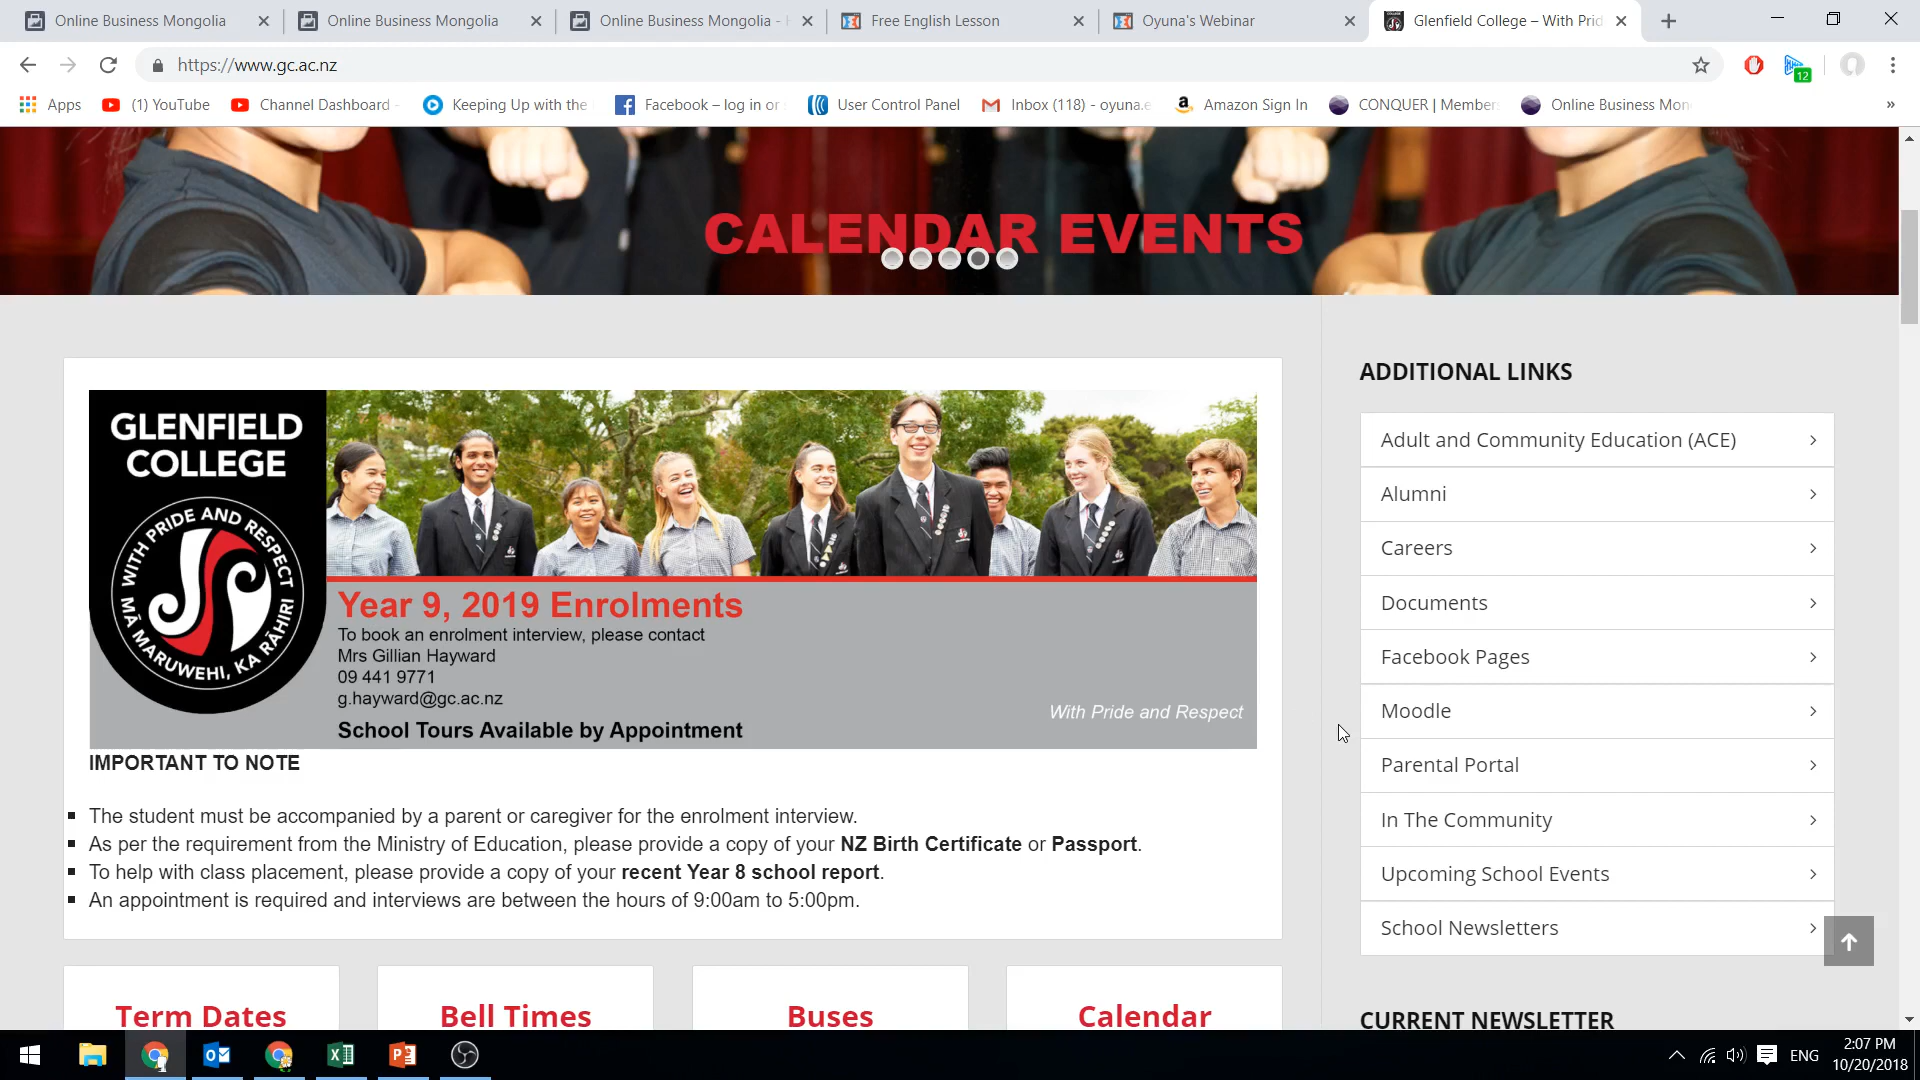 Online Business Mongolia
Online Business Mongolia
Online Business Mongolia -
Free English Lesson
Oyuna's Webinar
Glenfield College – With Prid
https://www.gc.ac.nz
12
Apps
(1) YouTube
Channel Dashboard -
Keeping Up with the
Facebook – log in or
User Control Panel
Inbox (118) - oyuna.e
Amazon Sign In
CONQUER | Member
Online Business Mon
»
CALENDAR EVENTS
GLENFIELD
COLLEGE
WITH PRIDE AND RESPECT
MĀ MARUWEHI, KA RĀHIRI
Year 9, 2019 Enrolments
To book an enrolment interview, please contact
Mrs Gillian Hayward
09 441 9771
g.hayward@gc.ac.nz
School Tours Available by Appointment
With Pride and Respect
IMPORTANT TO NOTE
The student must be accompanied by a parent or caregiver for the enrolment interview.
As per the requirement from the Ministry of Education, please provide a copy of your NZ Birth Certificate or Passport.
To help with class placement, please provide a copy of your recent Year 8 school report.
An appointment is required and interviews are between the hours of 9:00am to 5:00pm.
Term Dates
Bell Times
Buses
Calendar
ADDITIONAL LINKS
Adult and Community Education (ACE)
Alumni
Careers
Documents
Facebook Pages
Moodle
Parental Portal
In The Community
Upcoming School Events
School Newsletters
CURRENT NEWSLETTER
ENG
2:07 PM
10/20/2018